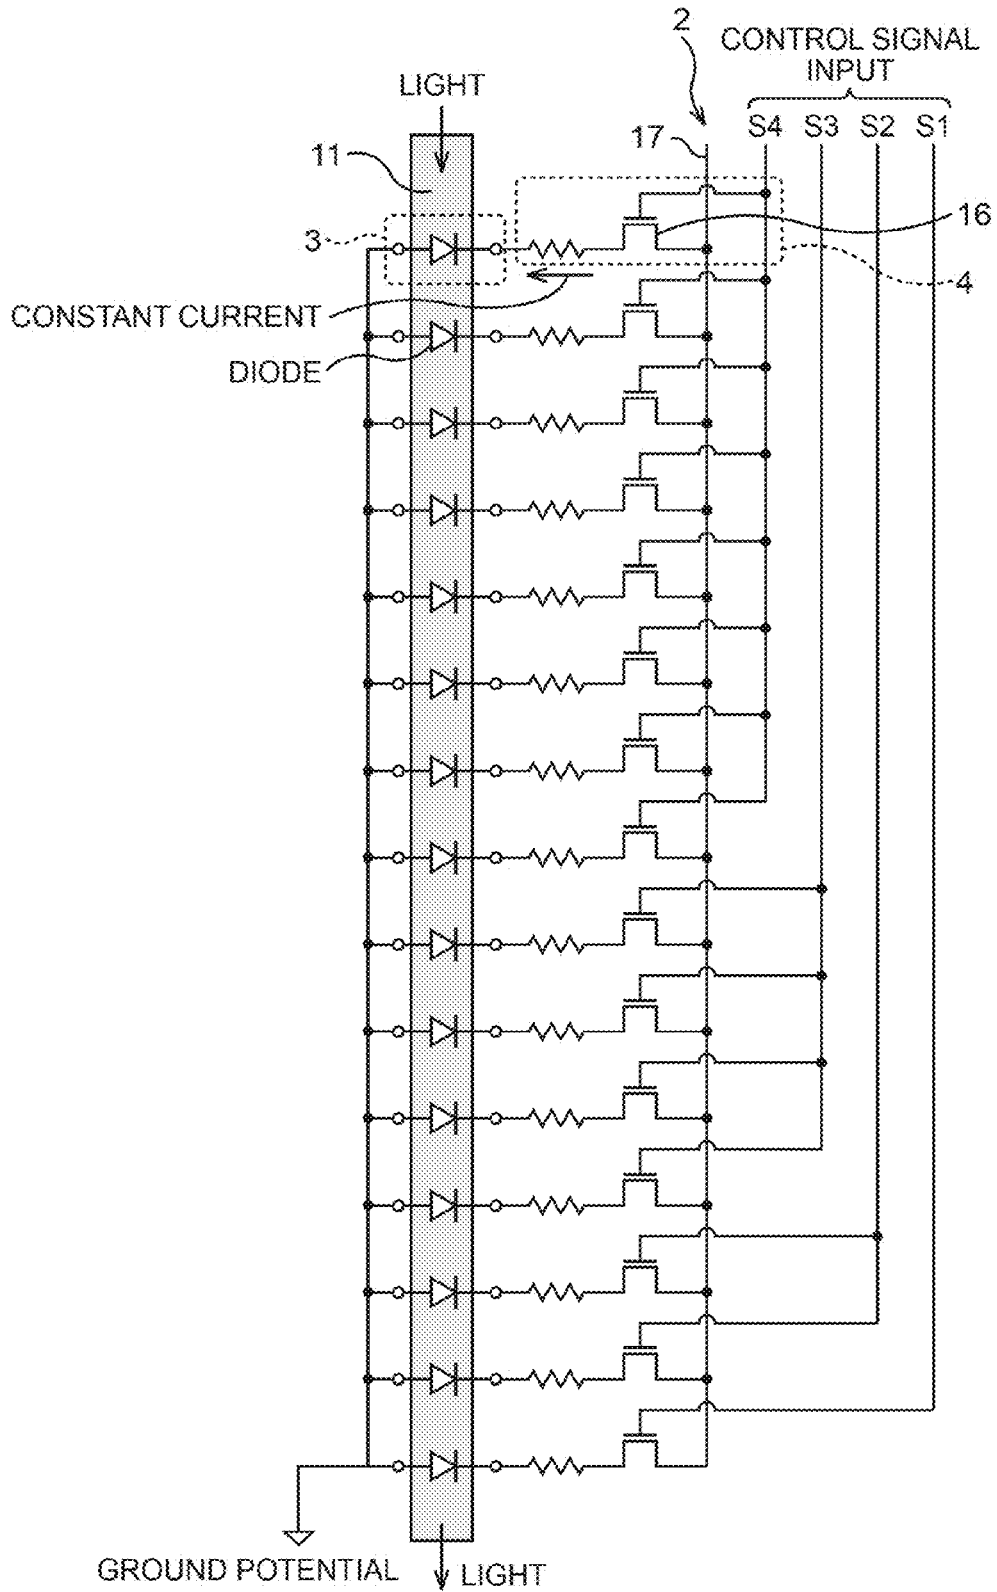 2
CONTROL SIGNAL
INPUT
LIGHT
17
S4 S3 S2 S1
11
16
3
4
CONSTANT CURRENT
DIODE
GROUND POTENTIAL
LIGHT